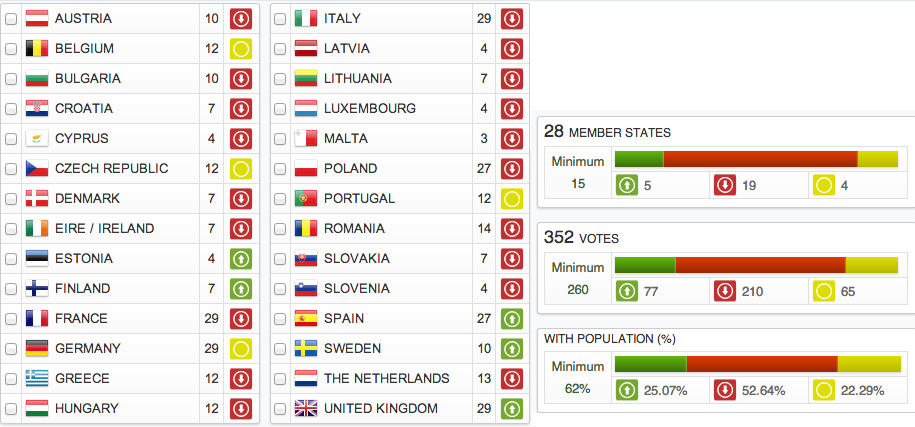 AUSTRIA 10
BELGIUM 12
BULGARIA 10
CROATIA 7
CYPRUS 4
CZECH REPUBLIC 12
DENMARK 7
EIRE / IRELAND 7
ESTONIA 4
FINLAND 7
FRANCE 29
GERMANY 29
GREECE 12
HUNGARY 12
ITALY 29
LATVIA 4
LITHUANIA 7
LUXEMBOURG 4
MALTA 3
POLAND 27
PORTUGAL 12
ROMANIA 14
SLOVAKIA 7
SLOVENIA 4
SPAIN 27
SWEDEN 10
THE NETHERLANDS 13
UNITED KINGDOM 29
28 MEMBER STATES
Minimum
15 5 19 4
352 VOTES
Minimum
260 77 210 65
WITH POPULATION (%)
Minimum
62% 25.07% 52.64% 22.29%